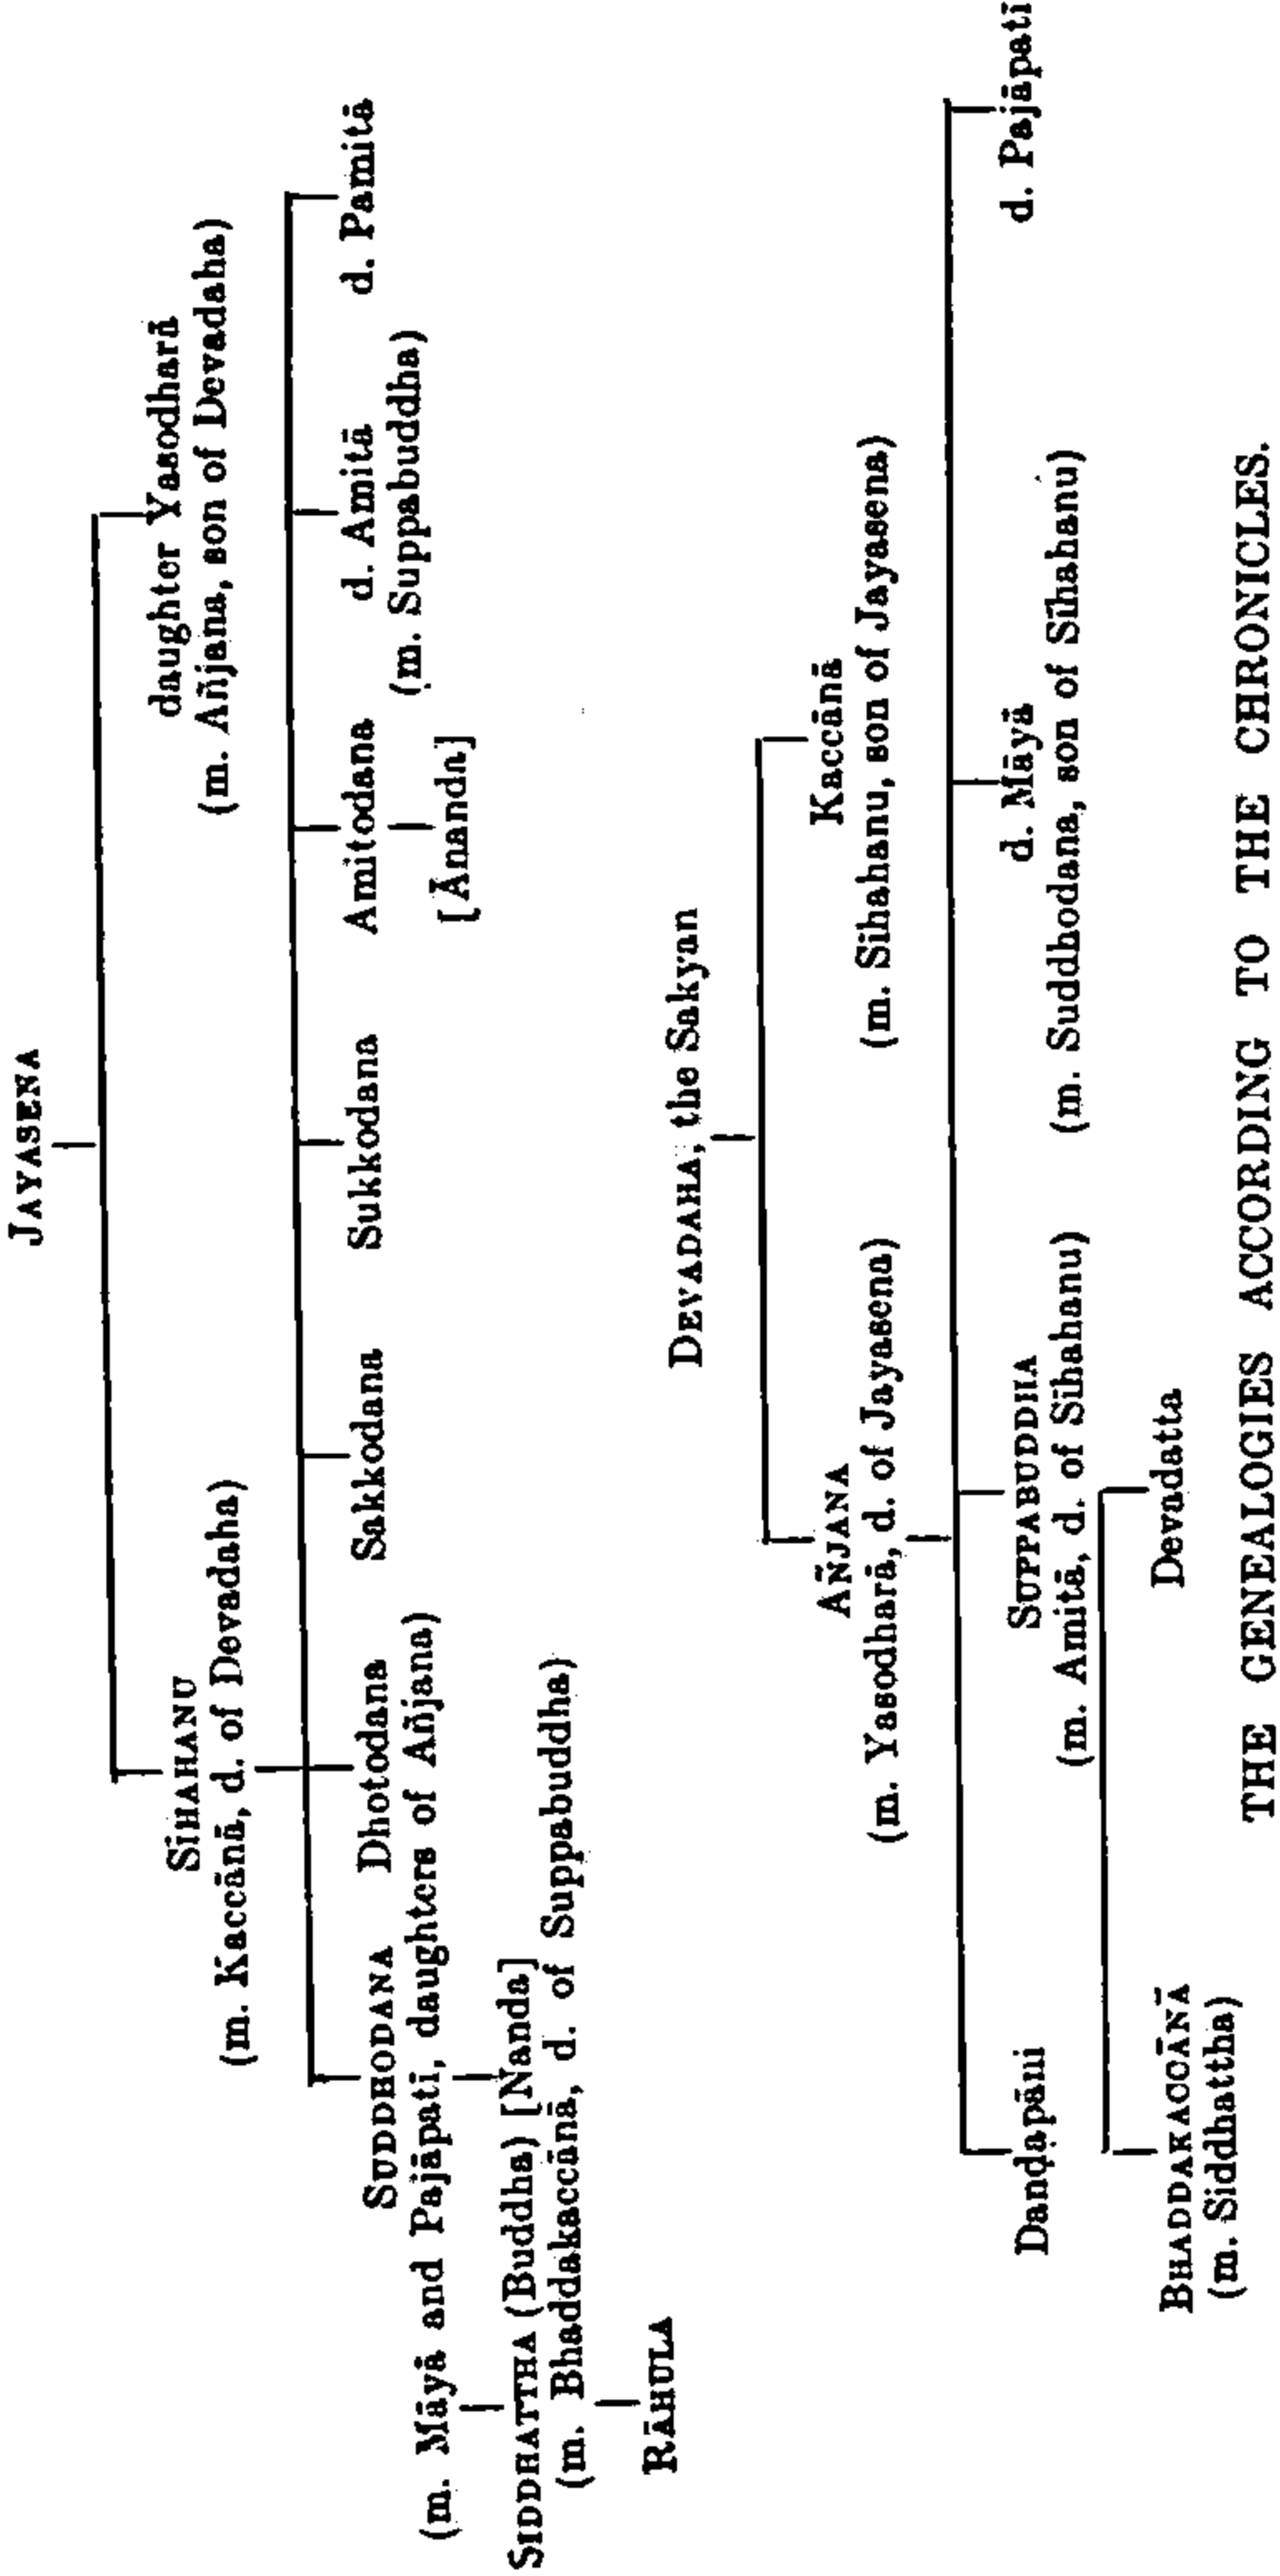 JAYASENA
SĪHAHANU
(m. Kaccānā, d. of Devadaha)
daughter Yasodharā
(m. Añjana, son of Devadaha)
SUDDHODANA Dhotodana Sakkodana Sukkodana Amitodana d. Amitā d. Pamitā
(m. Māyā and Pajāpatī, daughters of Añjana)
(m. Suppabuddha)
SIDDHATTHA (Buddha) [Nanda]
[Ānanda]
(m. Bhaddakaccānā, d. of Suppabuddha)
RĀHULA
DEVADAHA, the Sakyan
AÑJANA
(m. Yasodharā, d. of Jayasena)
Kaccānā
(m. Sīhahanu, son of Jayasena)
Daṇḍapāṇi SUPPABUDDHA d. Māyā d. Pajāpatī
(m. Amitā, d. of Sīhahanu) (m. Suddhodana, son of Sīhahanu)
BHADDAKACCĀNĀ Devadatta
(m. Siddhattha)
THE GENEALOGIES ACCORDING TO THE CHRONICLES.